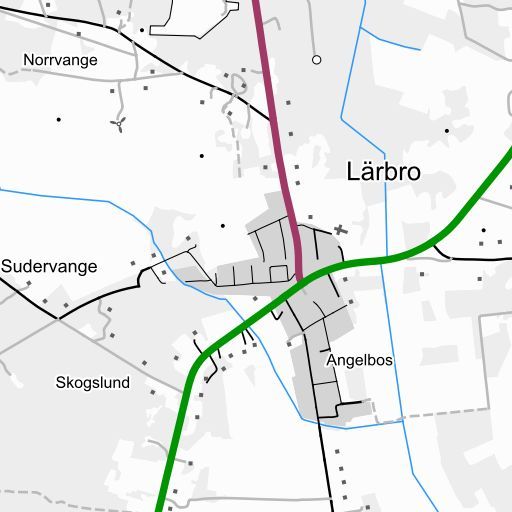 Norrvange
Lärbro
Sudervange
Angelbos
Skogslund